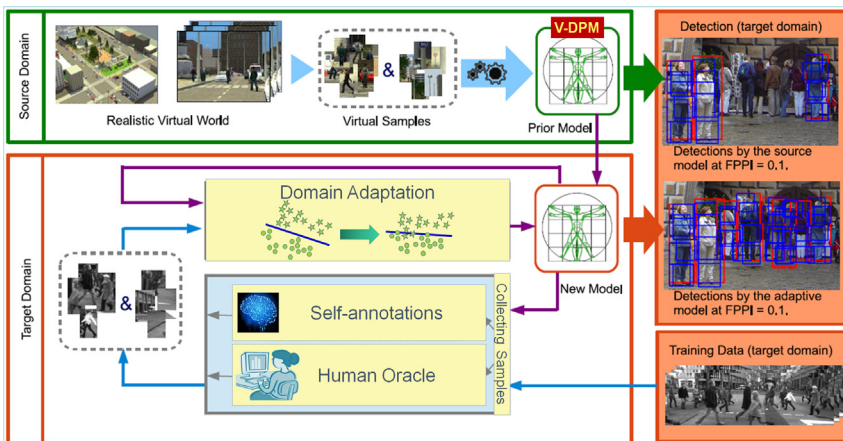 Source Domain
Realistic Virtual World
&
Virtual Samples
V-DPM
Prior Model
Detection (target domain)
Detections by the source
model at FPPI = 0.1.
Target Domain
Domain Adaptation
&
New Model
Collecting Samples
Self-annotations
Human Oracle
Detections by the adaptive
model at FPPI = 0.1.
Training Data (target domain)